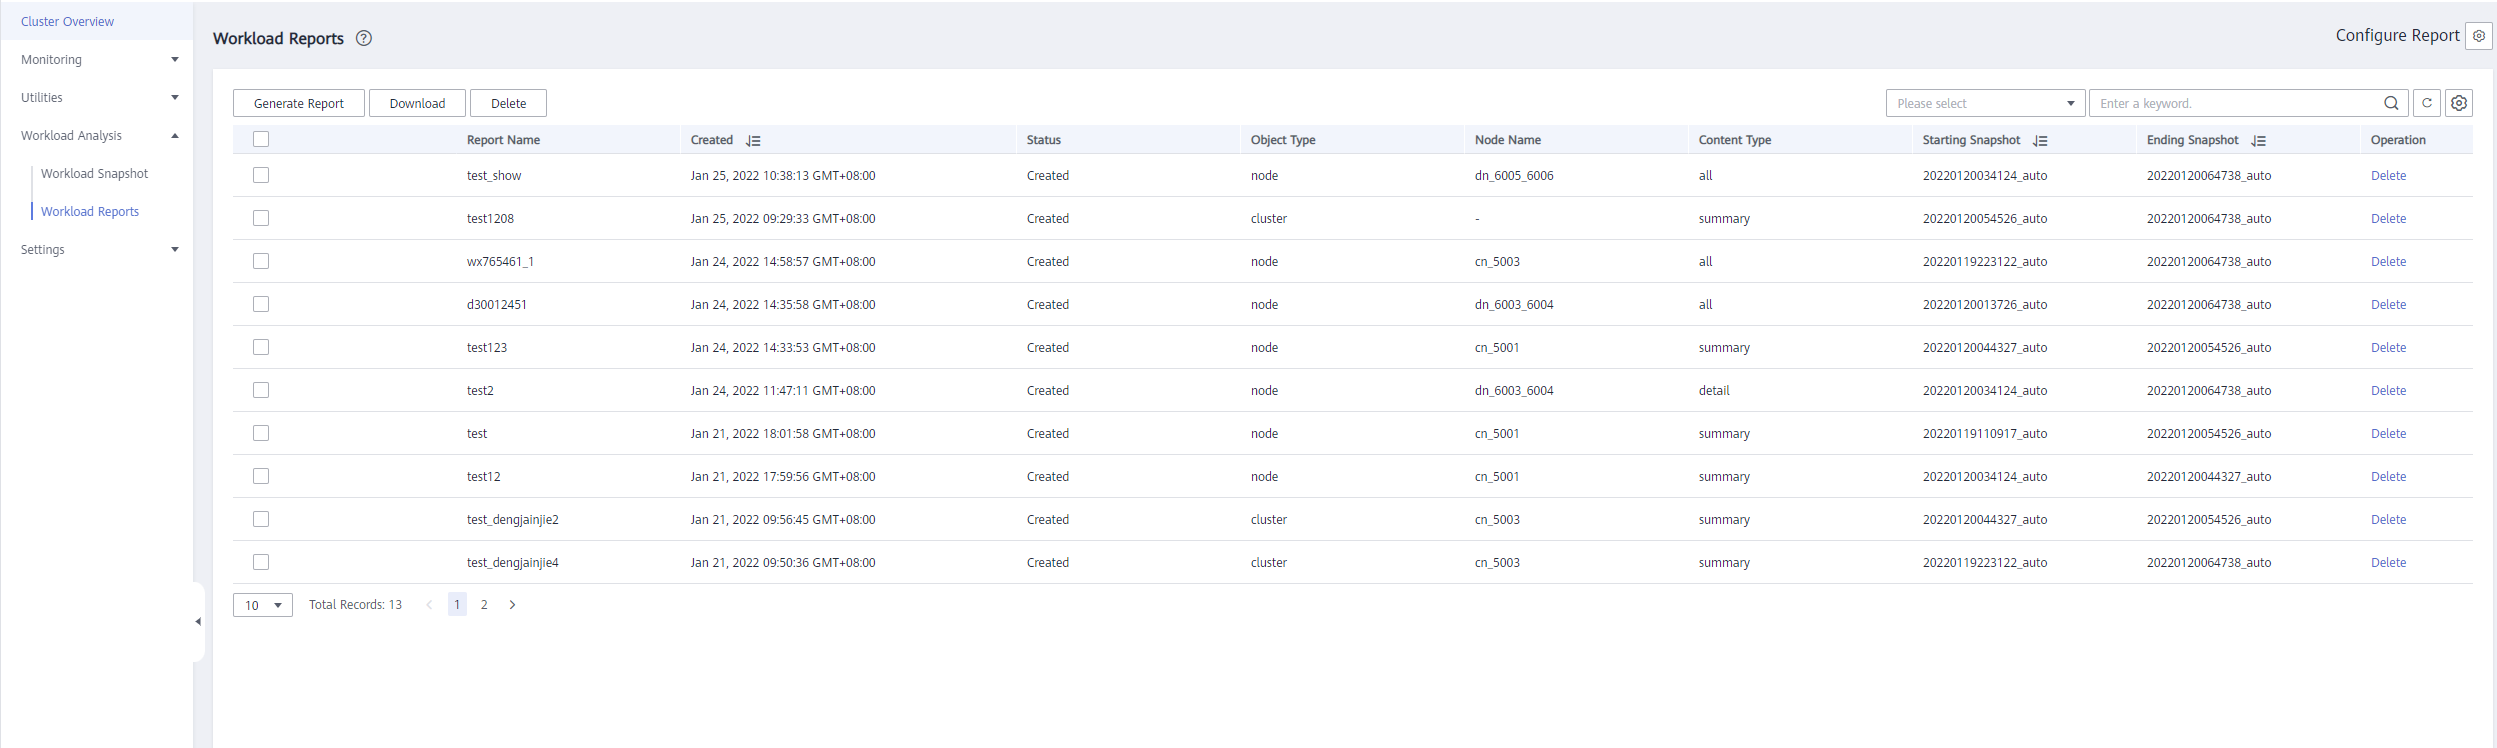 Cluster Overview
Monitoring
Utilities
Workload Analysis
Workload Snapshot
Workload Reports
Settings
Workload Reports ?
Configure Report
Generate Report Download Delete Please select Enter a keyword.
Report Name Created Status Object Type Node Name Content Type Starting Snapshot Ending Snapshot Operation
test_show Jan 25, 2022 10:38:13 GMT+08:00 Created node dn_6005_6006 all 20220120034124_auto 20220120064738_auto Delete
test1208 Jan 25, 2022 09:29:33 GMT+08:00 Created cluster - summary 20220120054526_auto 20220120064738_auto Delete
wx765461_1 Jan 24, 2022 14:58:57 GMT+08:00 Created node cn_5003 all 20220119223122_auto 20220120064738_auto Delete
d30012451 Jan 24, 2022 14:35:58 GMT+08:00 Created node dn_6003_6004 all 20220120013726_auto 20220120064738_auto Delete
test123 Jan 24, 2022 14:33:53 GMT+08:00 Created node cn_5001 summary 20220120044327_auto 20220120054526_auto Delete
test2 Jan 24, 2022 11:47:11 GMT+08:00 Created node dn_6003_6004 detail 20220120034124_auto 20220120064738_auto Delete
test Jan 21, 2022 18:01:58 GMT+08:00 Created node cn_5001 summary 20220119110917_auto 20220120054526_auto Delete
test12 Jan 21, 2022 17:59:56 GMT+08:00 Created node cn_5001 summary 20220120034124_auto 20220120044327_auto Delete
test_dengjainjie2 Jan 21, 2022 09:56:45 GMT+08:00 Created cluster cn_5003 summary 20220120044327_auto 20220120054526_auto Delete
test_dengjainjie4 Jan 21, 2022 09:50:36 GMT+08:00 Created cluster cn_5003 summary 20220119223122_auto 20220120064738_auto Delete
10 Total Records: 13 < 1 2 >